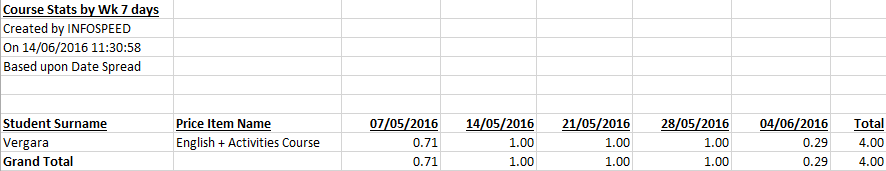 Course Stats by Wk 7 days
Created by INFOSPEED
On 14/06/2016 11:30:58
Based upon Date Spread
Student Surname Price Item Name 07/05/2016 14/05/2016 21/05/2016 28/05/2016 04/06/2016 Total
Vergara English + Activities Course 0.71 1.00 1.00 1.00 0.29 4.00
Grand Total 0.71 1.00 1.00 1.00 0.29 4.00